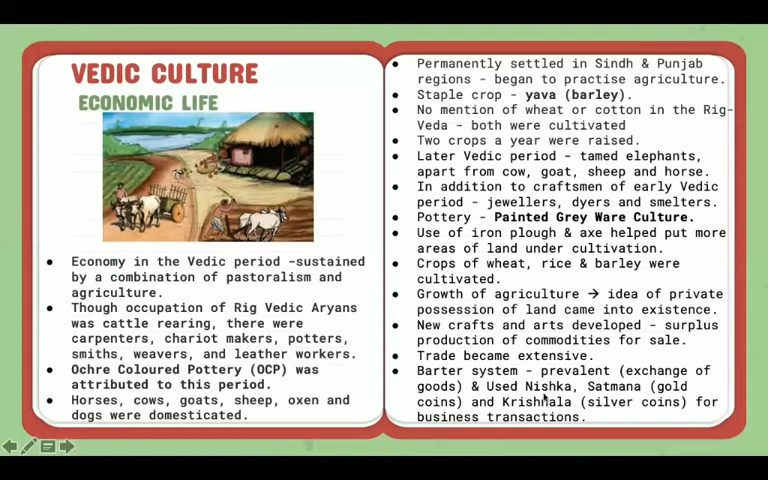 VEDIC CULTURE
ECONOMIC LIFE
● Economy in the Vedic period -sustained
by a combination of pastoralism and
agriculture.
● Though occupation of Rig Vedic Aryans
was cattle rearing, there were
carpenters, chariot makers, potters,
smiths, weavers, and leather workers.
● Ochre Coloured Pottery (OCP) was
attributed to this period.
● Horses, cows, goats, sheep, oxen and
dogs were domesticated.
● Permanently settled in Sindh & Punjab
regions - began to practise agriculture.
● Staple crop - yava (barley).
● No mention of wheat or cotton in the Rig-
Veda - both were cultivated
● Two crops a year were raised.
● Later Vedic period - tamed elephants,
apart from cow, goat, sheep and horse.
● In addition to craftsmen of early Vedic
period - jewellers, dyers and smelters.
● Pottery - Painted Grey Ware Culture.
● Use of iron plough & axe helped put more
areas of land under cultivation.
● Crops of wheat, rice & barley were
cultivated.
● Growth of agriculture → idea of private
possession of land came into existence.
● New crafts and arts developed - surplus
production of commodities for sale.
● Trade became extensive.
● Barter system - prevalent (exchange of
goods) & Used Nishka, Satmana (gold
coins) and Krishnala (silver coins) for
business transactions.